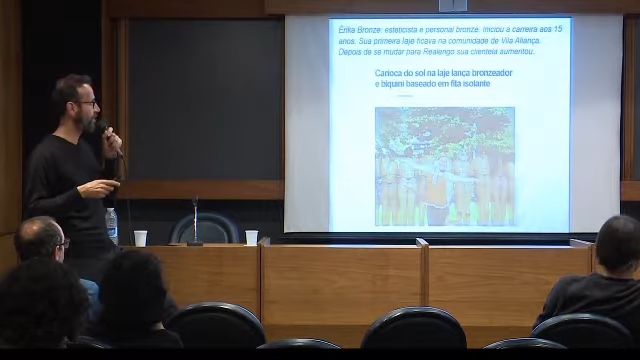 Érika Bronze: esteticista e personal bronze. Iniciou a carreira aos 15
anos. Sua primeira laje ficava na comunidade de Vila Aliança.
Depois de se mudar para Realengo sua clientela aumentou.
Carioca do sol na laje lança bronzeador
e biquíni baseado em fita isolante